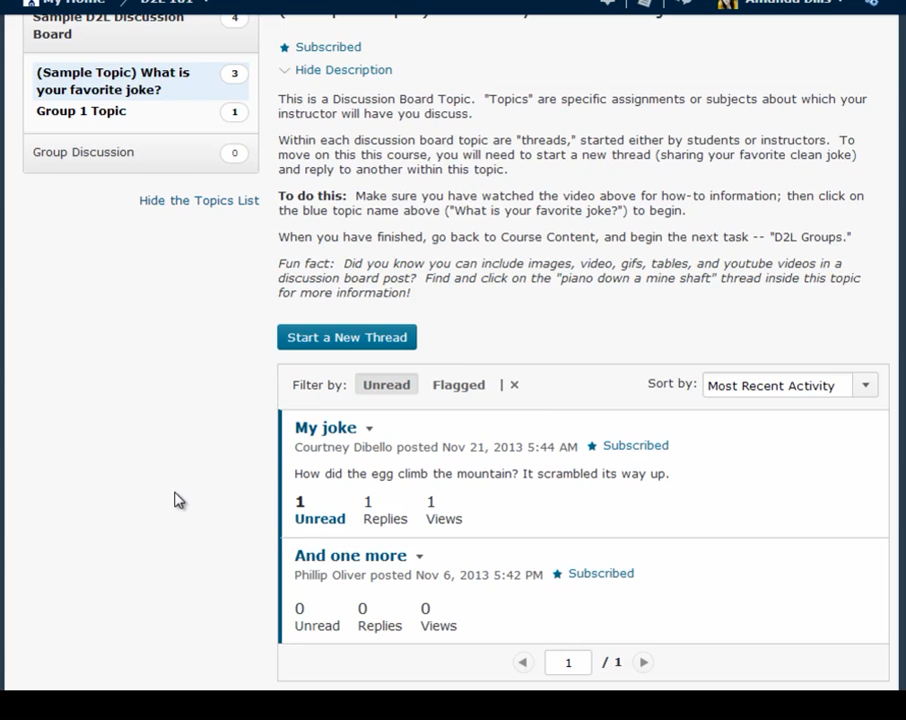 My Home
D2L 101
Amanda Dills
Sample D2L Discussion 4
Board
(Sample Topic) What is 3
your favorite joke?
Group 1 Topic 1
Group Discussion 0
Hide the Topics List
Subscribed
Hide Description
This is a Discussion Board Topic.  "Topics" are specific assignments or subjects about which your
instructor will have you discuss.
Within each discussion board topic are "threads," started either by students or instructors.  To
move on this this course, you will need to start a new thread (sharing your favorite clean joke)
and reply to another within this topic.
To do this:  Make sure you have watched the video above for how-to information; then click on
the blue topic name above ("What is your favorite joke?") to begin.
When you have finished, go back to Course Content, and begin the next task -- "D2L Groups."
Fun fact:  Did you know you can include images, video, gifs, tables, and youtube videos in a
discussion board post?  Find and click on the "piano down a mine shaft" thread inside this topic
for more information!
Start a New Thread
Filter by: Unread Flagged | × Sort by: Most Recent Activity
My joke
Courtney Dibello posted Nov 21, 2013 5:44 AM Subscribed
How did the egg climb the mountain? It scrambled its way up.
1 1 1
Unread Replies Views
And one more
Phillip Oliver posted Nov 6, 2013 5:42 PM Subscribed
0 0 0
Unread Replies Views
1 / 1